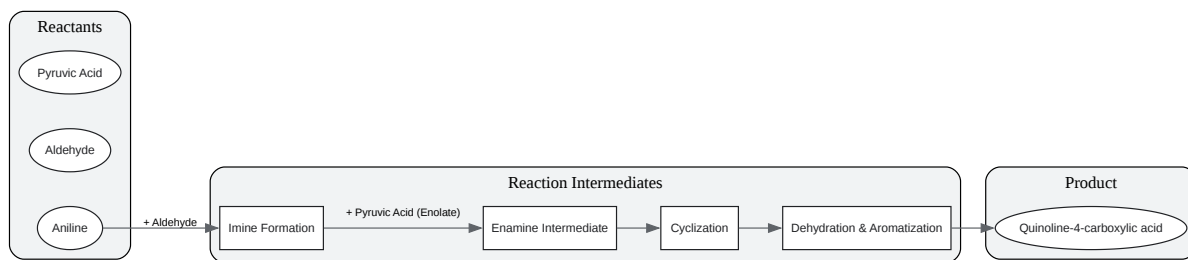 Reactants
Pyruvic Acid
Aldehyde
Aniline
+ Aldehyde
Reaction Intermediates
Imine Formation
+ Pyruvic Acid (Enolate)
Enamine Intermediate
Cyclization
Dehydration & Aromatization
Product
Quinoline-4-carboxylic acid